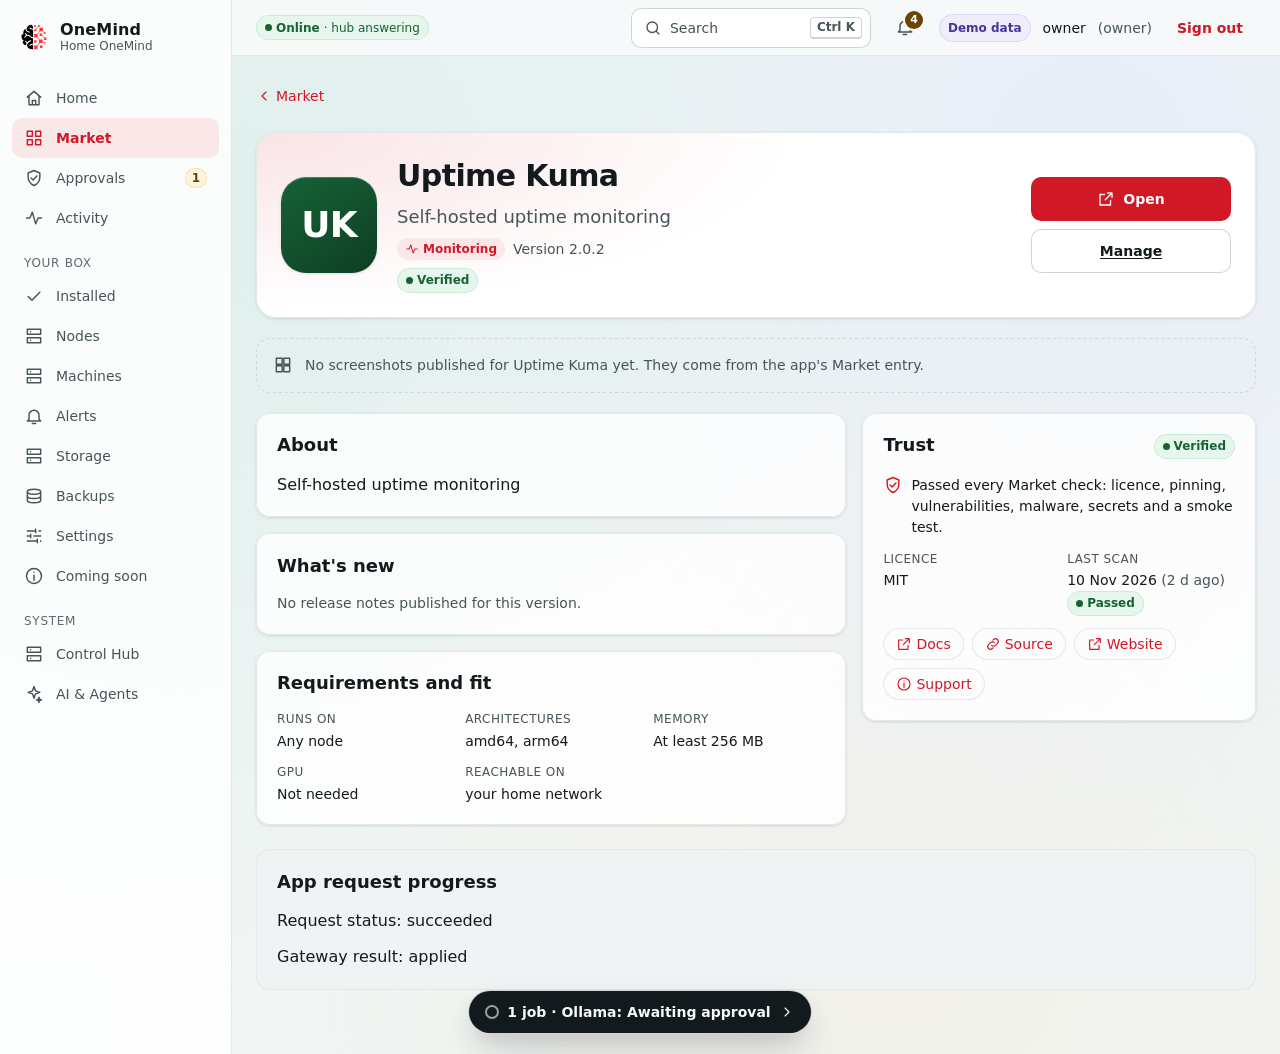 OneMind
Home OneMind
Home
Market
Approvals
1
Activity
YOUR BOX
Installed
Nodes
Machines
Alerts
Storage
Backups
Settings
Coming soon
SYSTEM
Control Hub
AI & Agents
Online · hub answering
Search
Ctrl K
4
Demo data
owner
(owner)
Sign out
Market
UK
Uptime Kuma
Self-hosted uptime monitoring
Monitoring
Version 2.0.2
Verified
Open
Manage
No screenshots published for Uptime Kuma yet. They come from the app's Market entry.
About
Self-hosted uptime monitoring
What's new
No release notes published for this version.
Requirements and fit
RUNS ON
Any node
ARCHITECTURES
amd64, arm64
MEMORY
At least 256 MB
GPU
Not needed
REACHABLE ON
your home network
Trust
Verified
Passed every Market check: licence, pinning,
vulnerabilities, malware, secrets and a smoke
test.
LICENCE
MIT
LAST SCAN
10 Nov 2026 (2 d ago)
Passed
Docs
Source
Website
Support
App request progress
Request status: succeeded
Gateway result: applied
1 job · Ollama: Awaiting approval